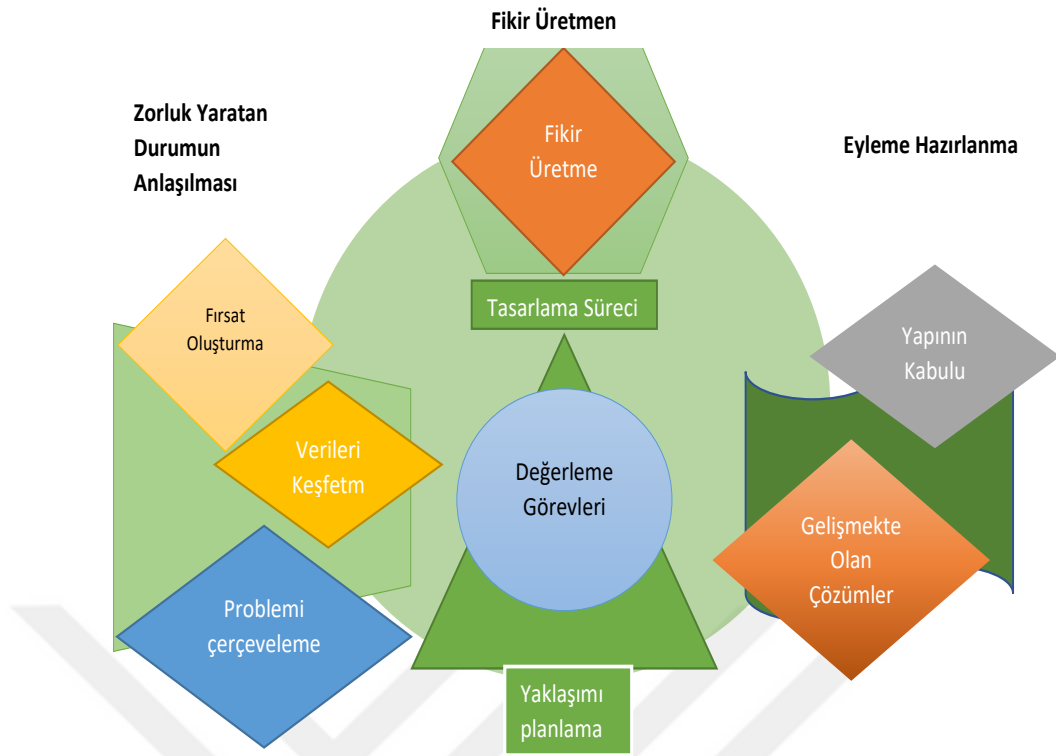 Fikir Üretmen
Zorluk Yaratan
Durumun
Anlaşılması
Eyleme Hazırlanma
Fikir
Üretme
Tasarlama Süreci
Fırsat
Oluşturma
Yapının
Kabulu
Verileri
Keşfetm
Değerleme
Görevleri
Gelişmekte
Olan
Çözümler
Problemi
çerçeveleme
Yaklaşımı
planlama